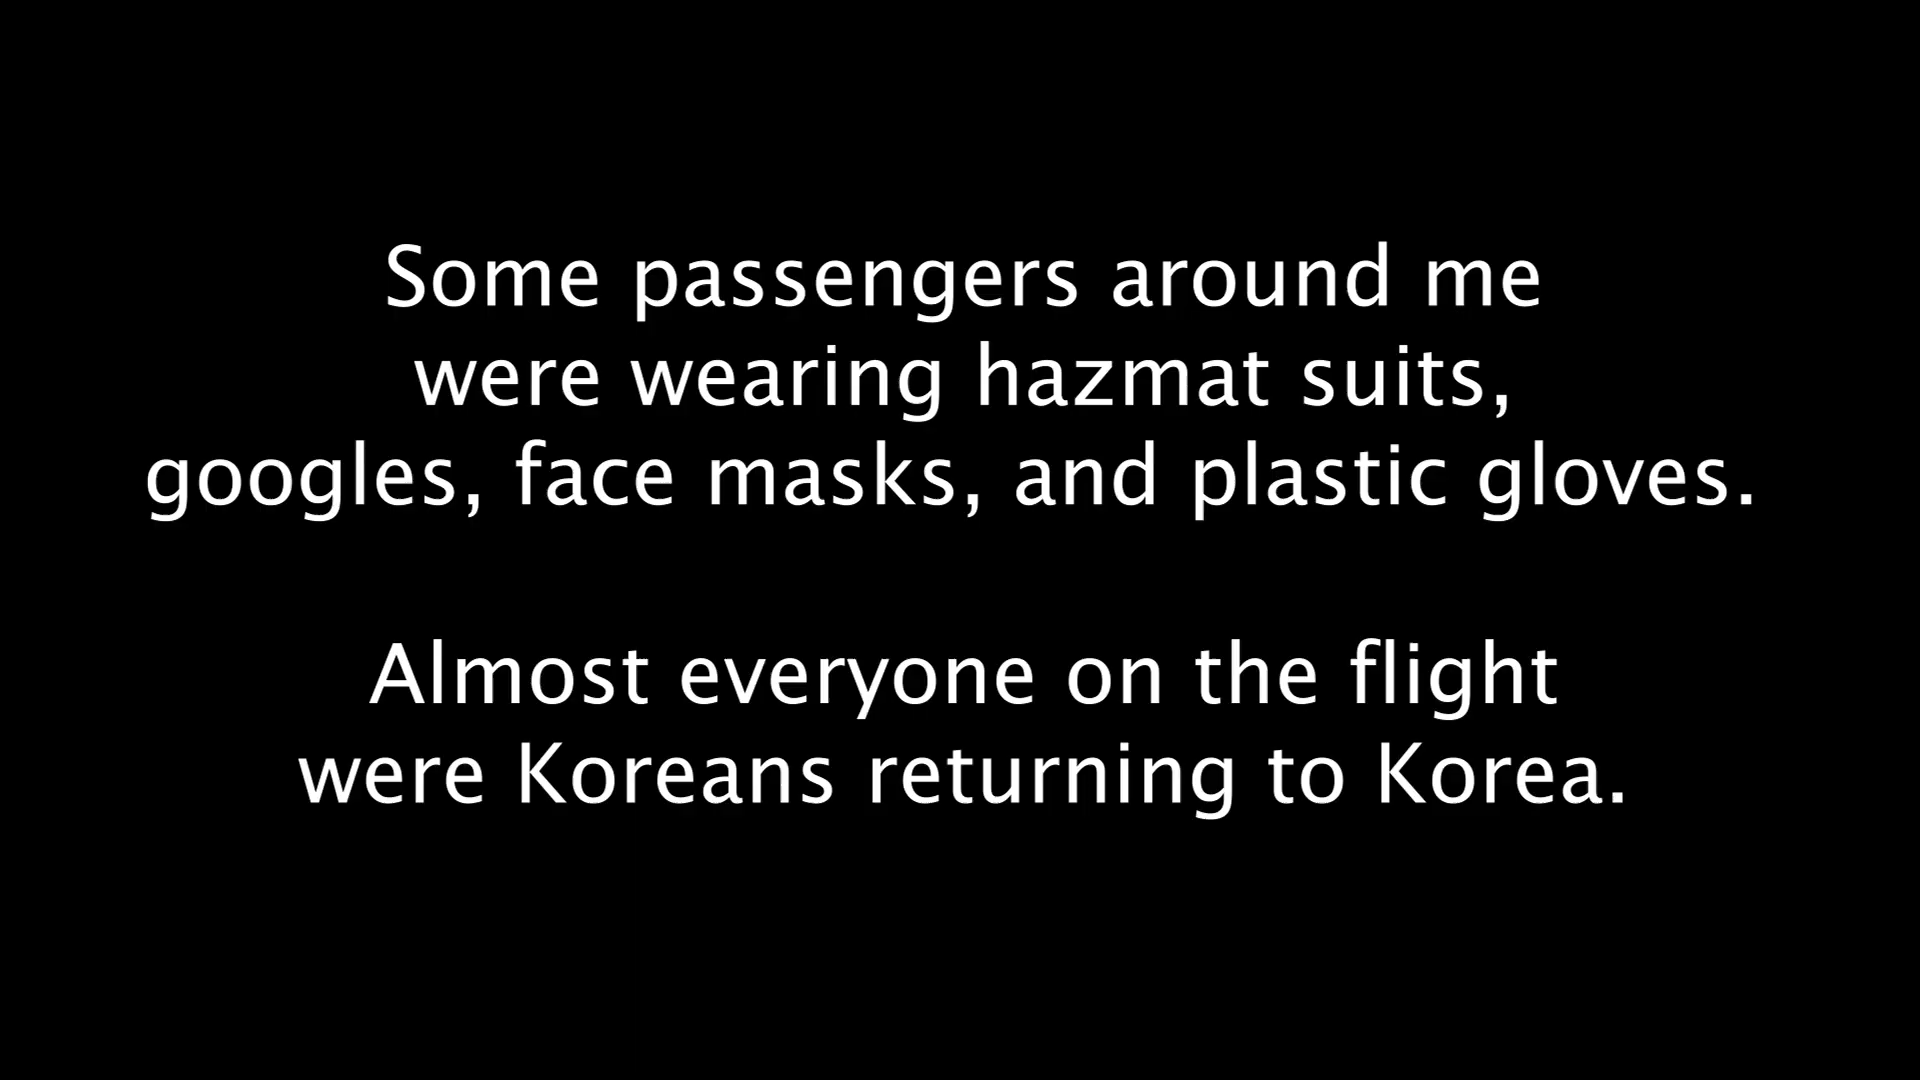 Some passengers around me
were wearing hazmat suits,
googles, face masks, and plastic gloves.
Almost everyone on the flight
were Koreans returning to Korea.